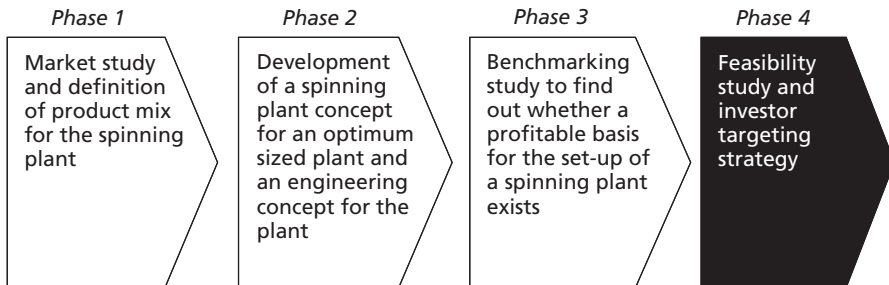 Phase 1
Market study
and definition
of product mix
for the spinning
plant
Phase 2
Development
of a spinning
plant concept
for an optimum
sized plant and
an engineering
concept for the
plant
Phase 3
Benchmarking
study to find
out whether a
profitable basis
for the set-up of
a spinning plant
exists
Phase 4
Feasibility
study and
investor
targeting
strategy